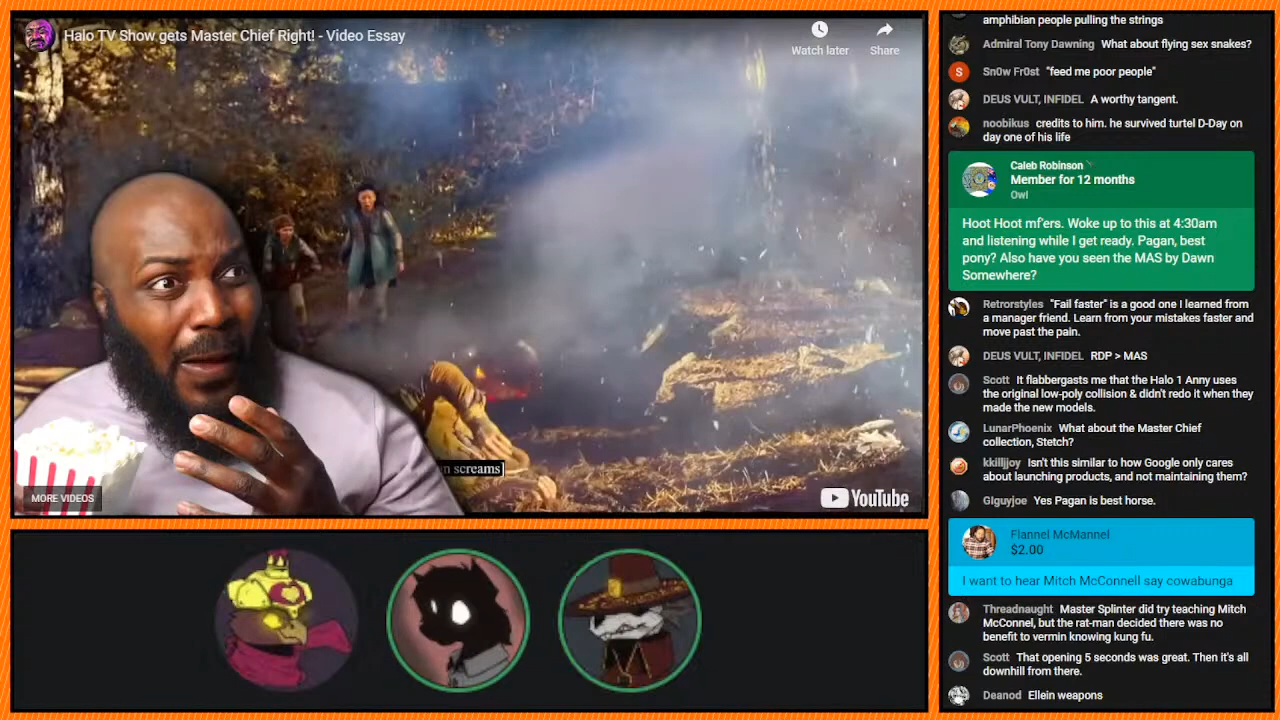 Halo TV Show gets Master Chief Right! - Video Essay
Watch later
Share
n screams]
MORE VIDEOS
YouTube
amphibian people pulling the strings
Admiral Tony Dawning What about flying sex snakes?
S
Sn0w Fr0st "feed me poor people"
DEUS VULT, INFIDEL A worthy tangent.
noobikus credits to him. he survived turtel D-Day on
day one of his life
Caleb Robinson
Member for 12 months
Owl
Hoot Hoot mf'ers. Woke up to this at 4:30am
and listening while I get ready. Pagan, best
pony? Also have you seen the MAS by Dawn
Somewhere?
Retrorstyles "Fail faster" is a good one I learned from
a manager friend. Learn from your mistakes faster and
move past the pain.
DEUS VULT, INFIDEL RDP > MAS
Scott It flabbergasts me that the Halo 1 Anny uses
the original low-poly collision & didn't redo it when they
made the new models.
LunarPhoenix What about the Master Chief
collection, Stetch?
kkilljjoy Isn't this similar to how Google only cares
about launching products, and not maintaining them?
GIguyjoe Yes Pagan is best horse.
Flannel McMannel
$2.00
I want to hear Mitch McConnell say cowabunga
Threadnaught Master Splinter did try teaching Mitch
McConnel, but the rat-man decided there was no
benefit to vermin knowing kung fu.
Scott That opening 5 seconds was great. Then it's all
downhill from there.
Deanod Ellein weapons